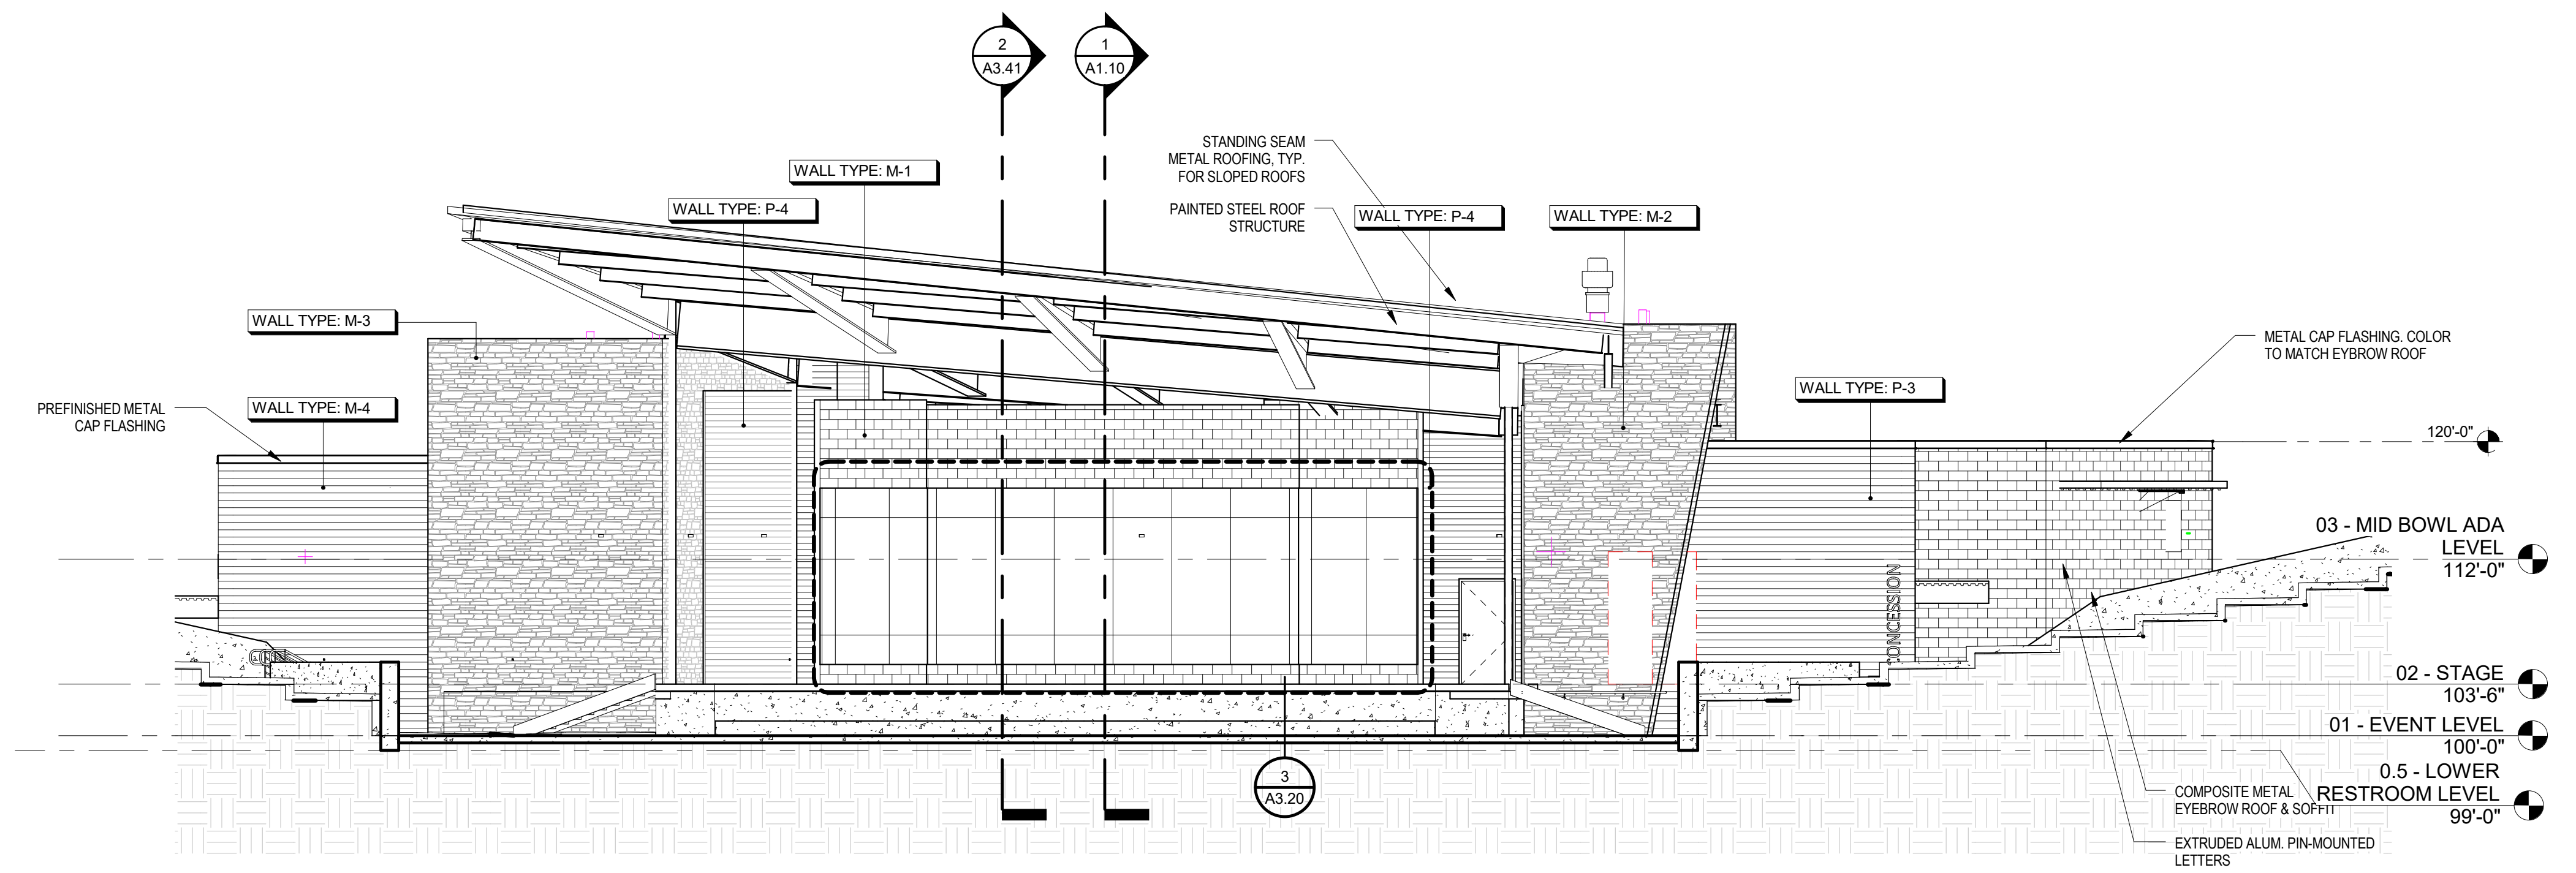 2
A3.41
1
A1.10
STANDING SEAM
METAL ROOFING, TYP.
FOR SLOPED ROOFS
WALL TYPE: M-1
WALL TYPE: P-4
PAINTED STEEL ROOF
STRUCTURE
WALL TYPE: P-4
WALL TYPE: M-2
WALL TYPE: M-3
METAL CAP FLASHING. COLOR
TO MATCH EYBROW ROOF
WALL TYPE: P-3
WALL TYPE: M-4
PREFINISHED METAL
CAP FLASHING
120'-0"
03 - MID BOWL ADA
LEVEL
112'-0"
CONCESSION
02 - STAGE
103'-6"
01 - EVENT LEVEL
100'-0"
0.5 - LOWER
RESTROOM LEVEL
99'-0"
3
A3.20
COMPOSITE METAL
EYEBROW ROOF & SOFFIT
EXTRUDED ALUM. PIN-MOUNTED
LETTERS